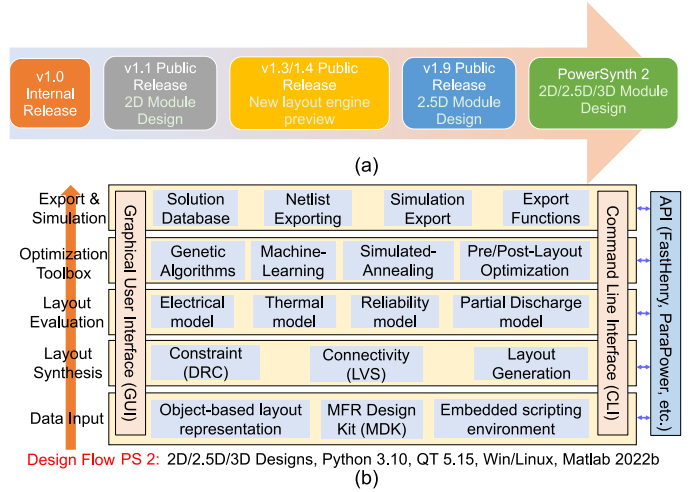 v1.0
Internal
Release
v1.1 Public
Release
2D Module
Design
v1.3/1.4 Public
Release
New layout engine
preview
v1.9 Public
Release
2.5D Module
Design
PowerSynth 2
2D/2.5D/3D Module
Design
(a)
Export &
Simulation
Optimization
Toolbox
Layout
Evaluation
Layout
Synthesis
Data Input
Graphical User Interface (GUI)
Solution
Database
Netlist
Exporting
Simulation
Export
Export
Functions
Genetic
Algorithms
Machine-
Learning
Simulated-
Annealing
Pre/Post-Layout
Optimization
Electrical
model
Thermal
model
Reliability
model
Partial Discharge
model
Constraint
(DRC)
Connectivity
(LVS)
Layout
Generation
Object-based layout
representation
MFR Design
Kit (MDK)
Embedded scripting
environment
Command Line Interface (CLI)
API (FastHenry, ParaPower,
etc.)
Design Flow PS 2: 2D/2.5D/3D Designs, Python 3.10, QT 5.15, Win/Linux, Matlab 2022b
(b)